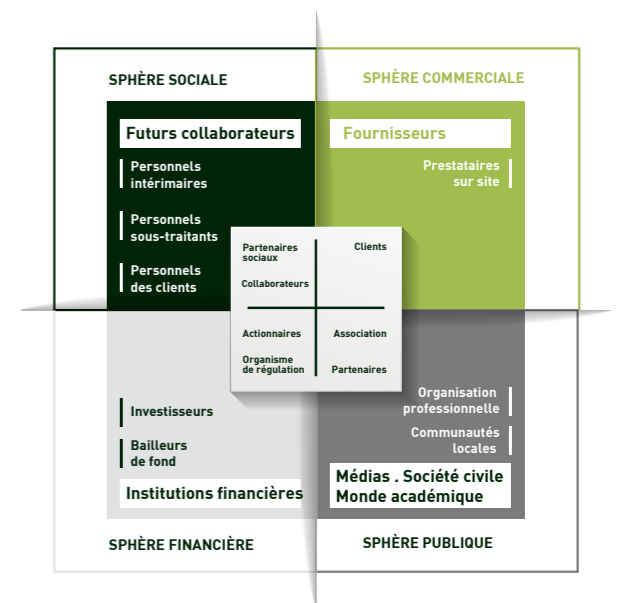 SPHÈRE SOCIALE
Futurs collaborateurs
Personnels
intérimaires
Personnels
sous-traitants
Personnels
des clients
SPHÈRE COMMERCIALE
Fournisseurs
Prestataires
sur site
Partenaires
sociaux
Collaborateurs
Clients
Actionnaires
Organisme
de régulation
Association
Partenaires
Investisseurs
Bailleurs
de fond
Institutions financières
SPHÈRE FINANCIÈRE
Organisation
professionnelle
Communautés
locales
Médias . Société civile
Monde académique
SPHÈRE PUBLIQUE